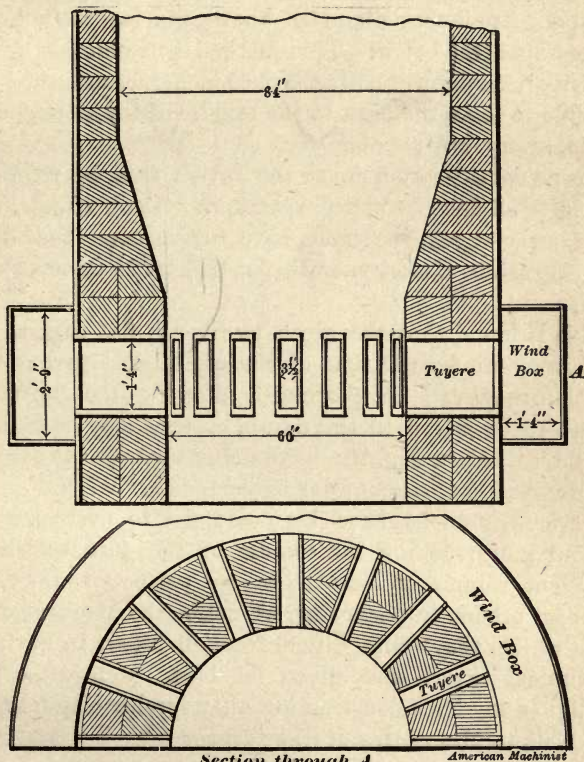 84"
2'0"
1'4"
3½"
Tuyere
Wind
Box
A
1'4"
60"
Wind Box
Tuyere
Section through A
American Machinist